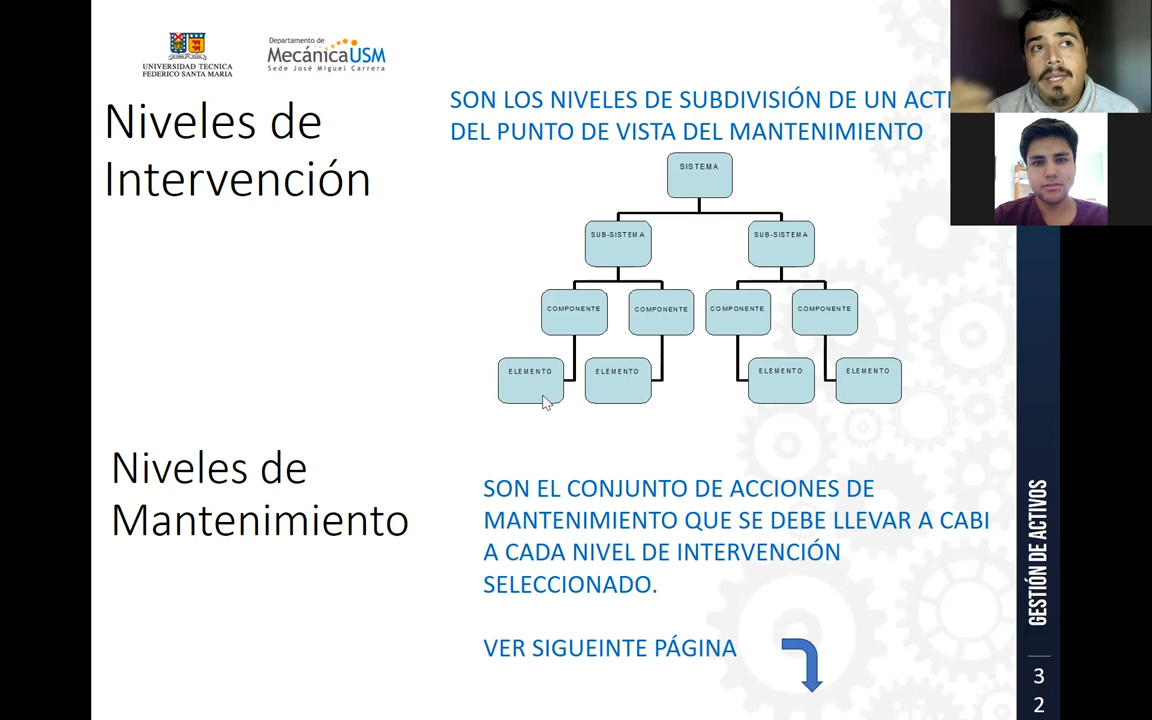 UNIVERSIDAD TECNICA
FEDERICO SANTA MARIA
Departamento de
MecánicaUSM
Sede José Miguel Carrera
Niveles de
Intervención
SON LOS NIVELES DE SUBDIVISIÓN DE UN
DEL PUNTO DE VISTA DEL MANTENIMIENTO
SISTEMA
SUB-SISTEMA SUB-SISTEMA
COMPONENTE COMPONENTE COMPONENTE COMPONENTE
ELEMENTO ELEMENTO ELEMENTO ELEMENTO
Niveles de
Mantenimiento
SON EL CONJUNTO DE ACCIONES DE
MANTENIMIENTO QUE SE DEBE LLEVAR A CABI
A CADA NIVEL DE INTERVENCIÓN
SELECCIONADO.
VER SIGUEINTE PÁGINA
GESTIÓN DE ACTIVOS
3
2